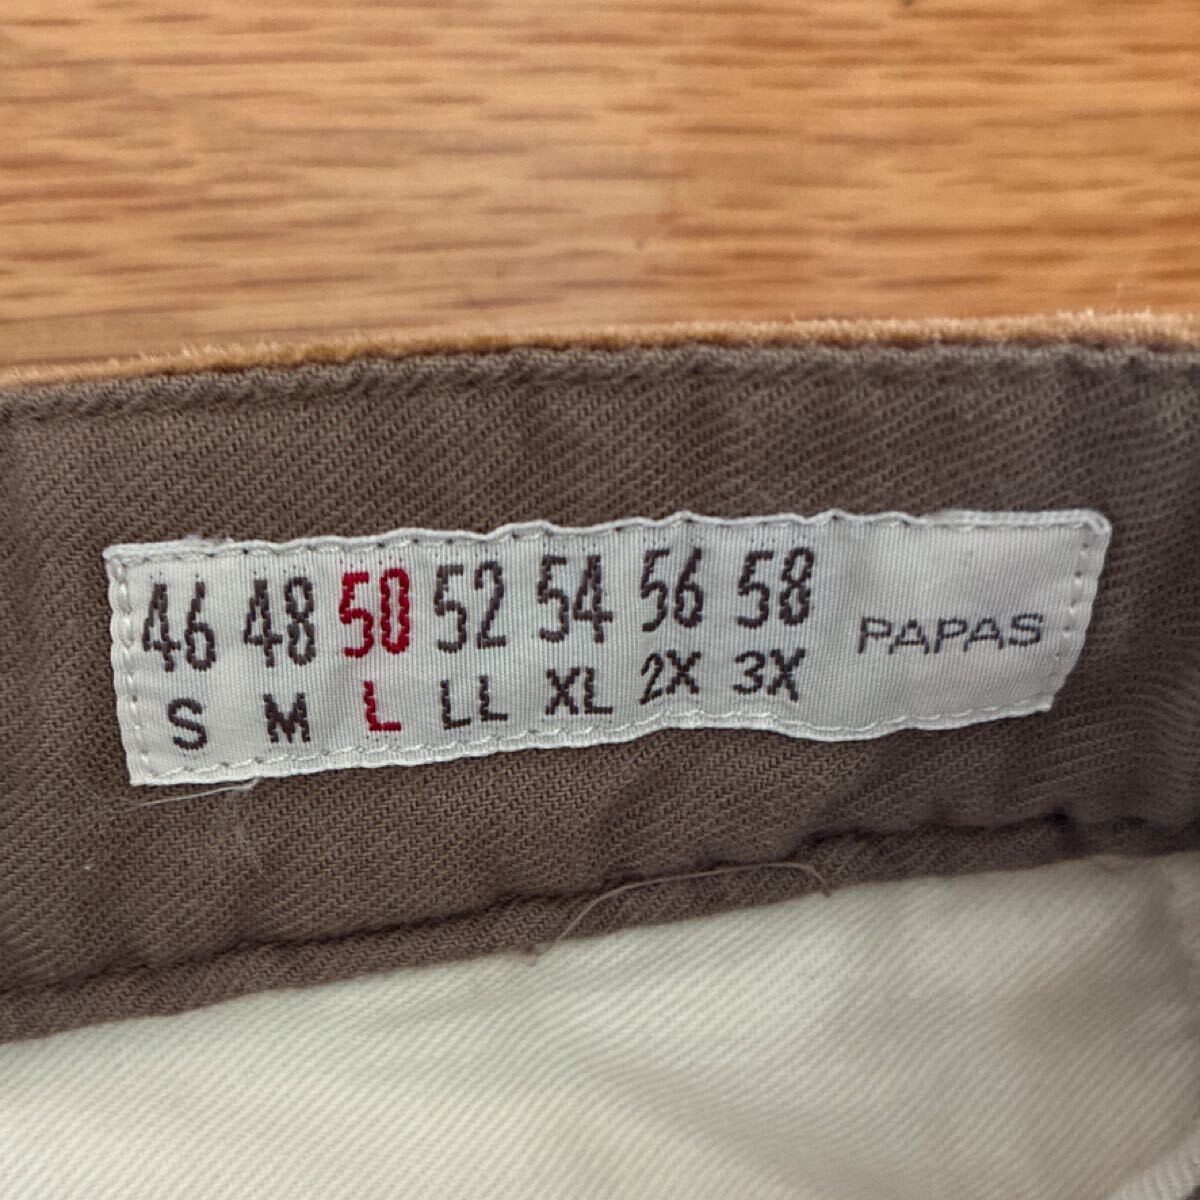 46 48 50 52 54 56 58 PAPAS
S M L LL XL 2X 3X